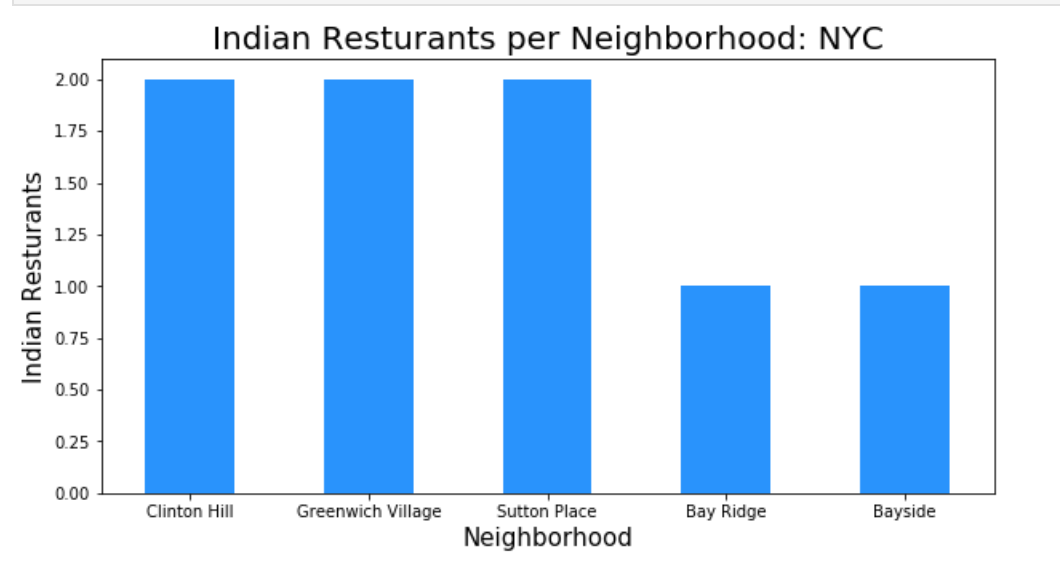 Indian Resturants per Neighborhood: NYC
Indian Resturants
2.00
1.75
1.50
1.25
1.00
0.75
0.50
0.25
0.00
Clinton Hill Greenwich Village Sutton Place Bay Ridge Bayside
Neighborhood